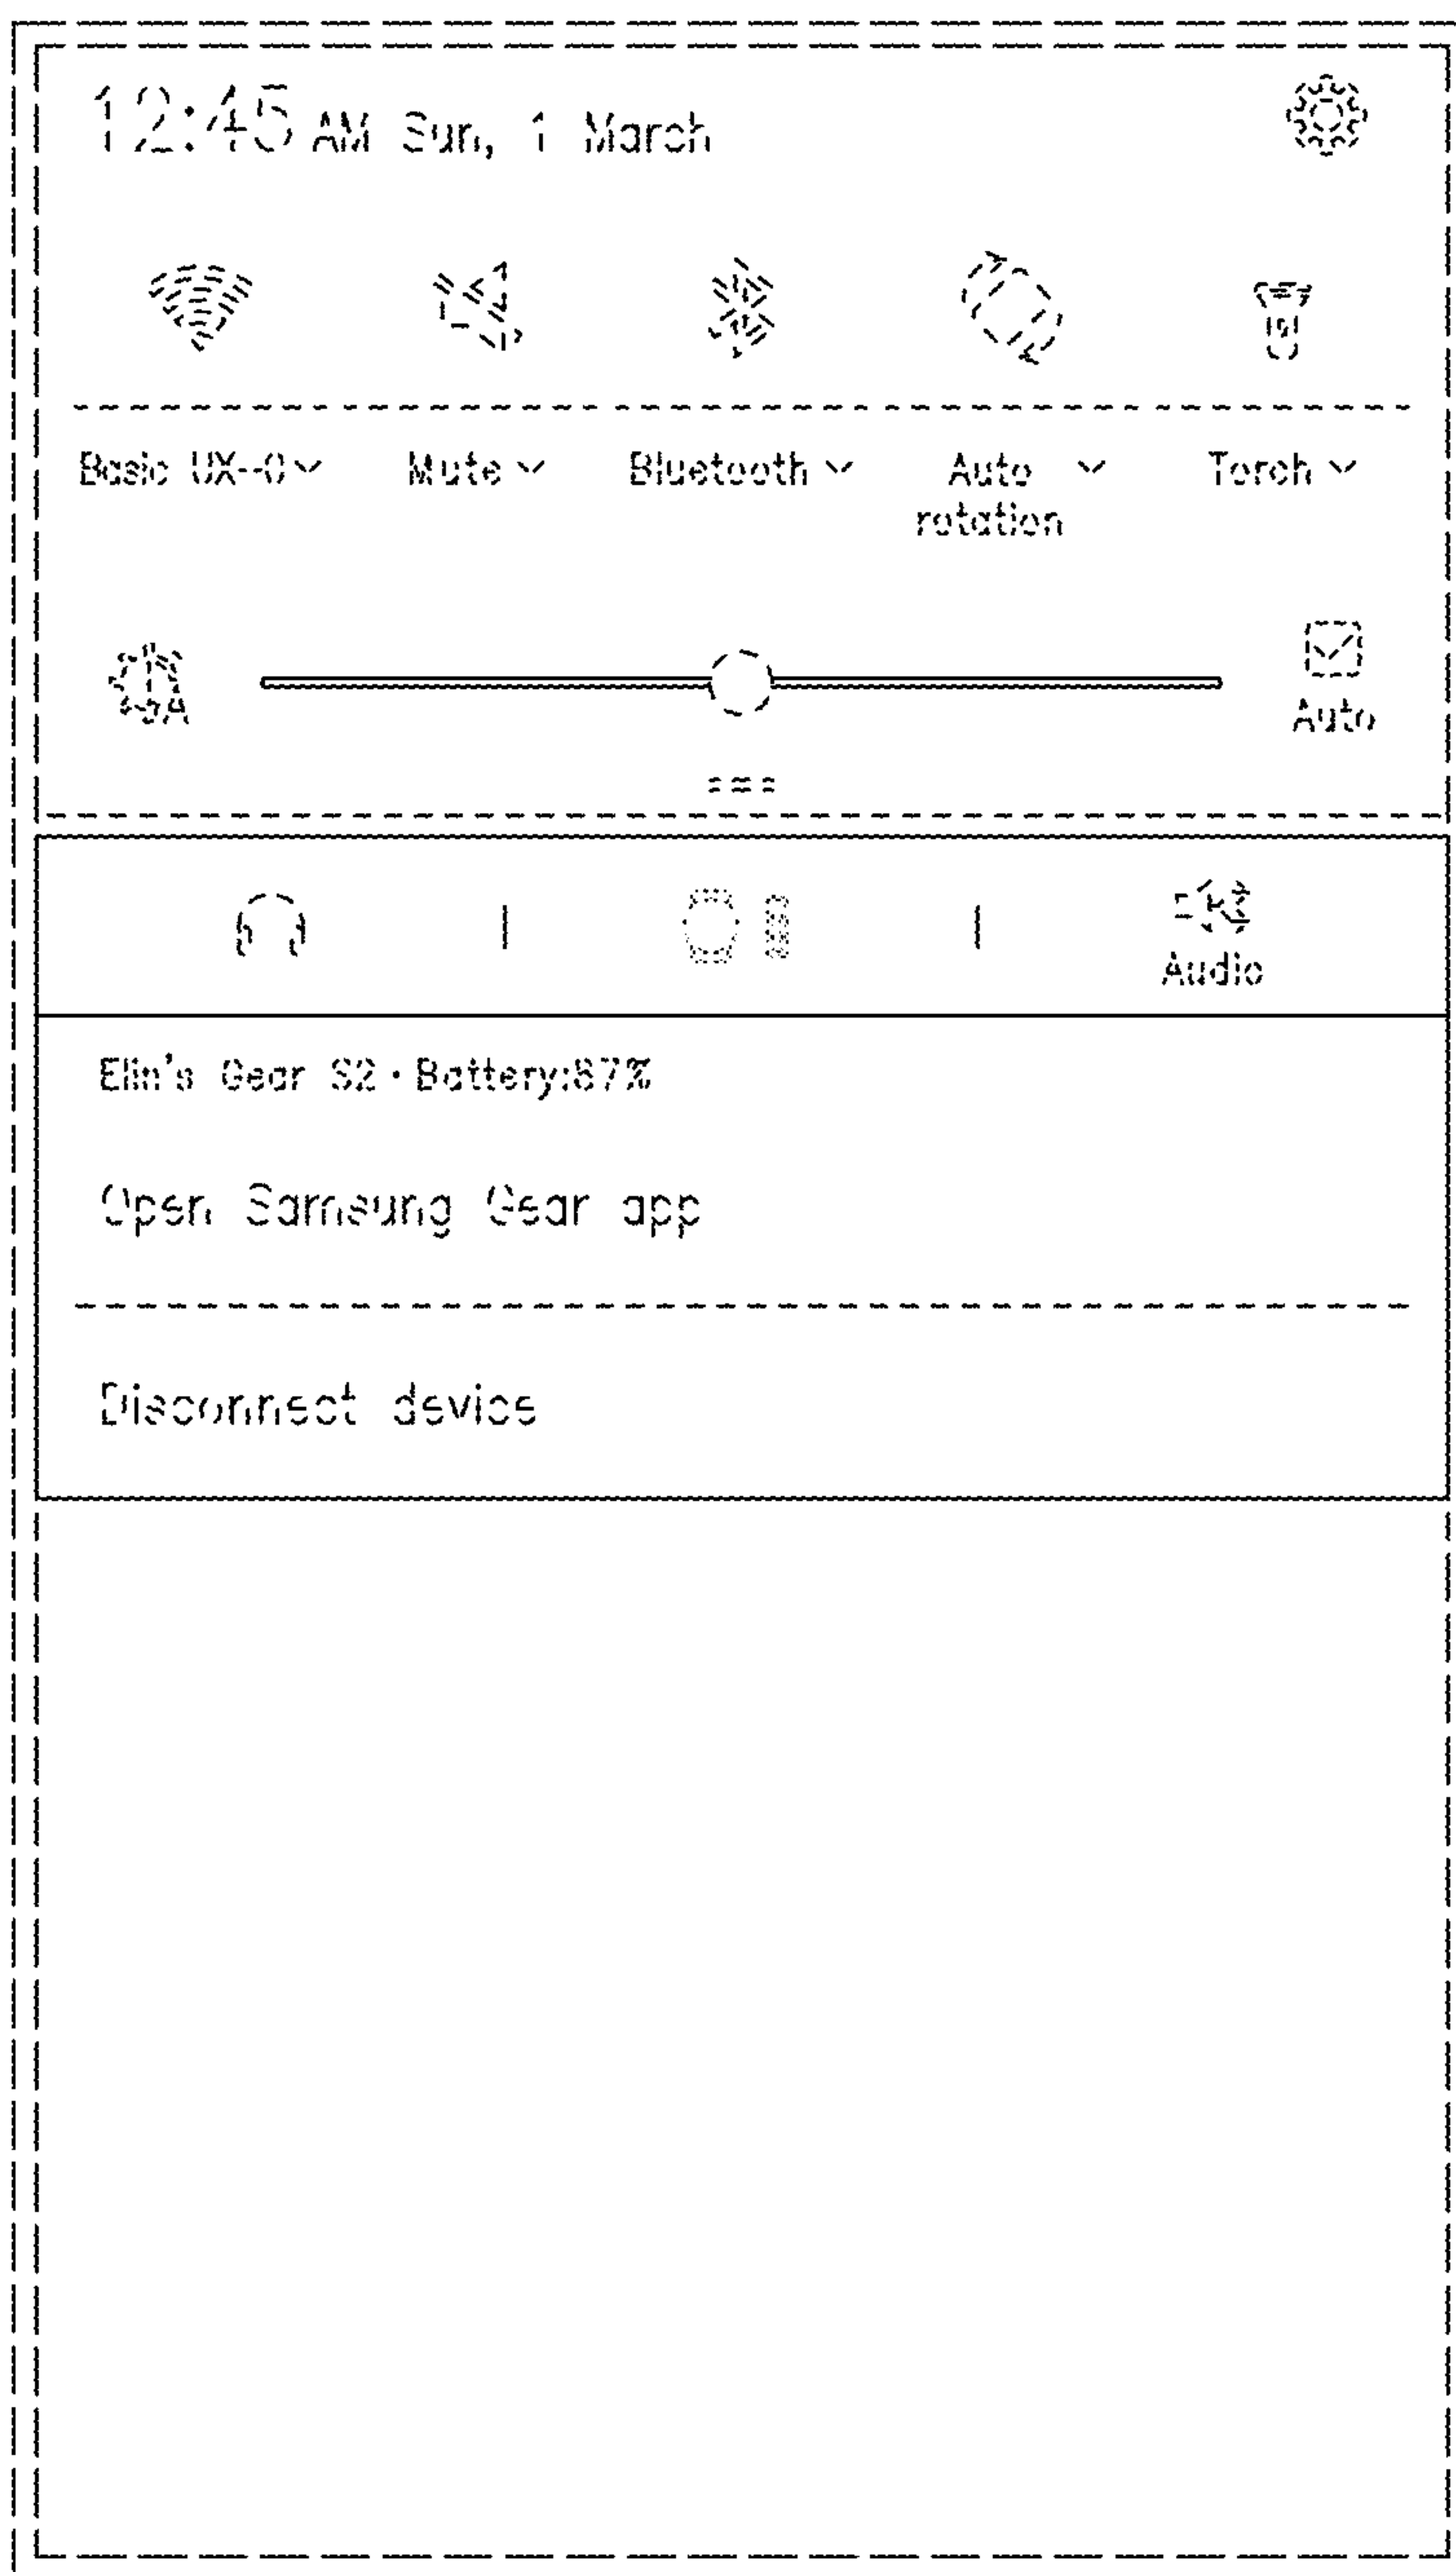 12:45 AM Sun, 1 March
Basic UX--0 Mute Bluetooth Auto rotation Torch
A
Auto
Audio
Elin's Gear S2 · Battery:87%
Open Samsung Gear app
Disconnect device